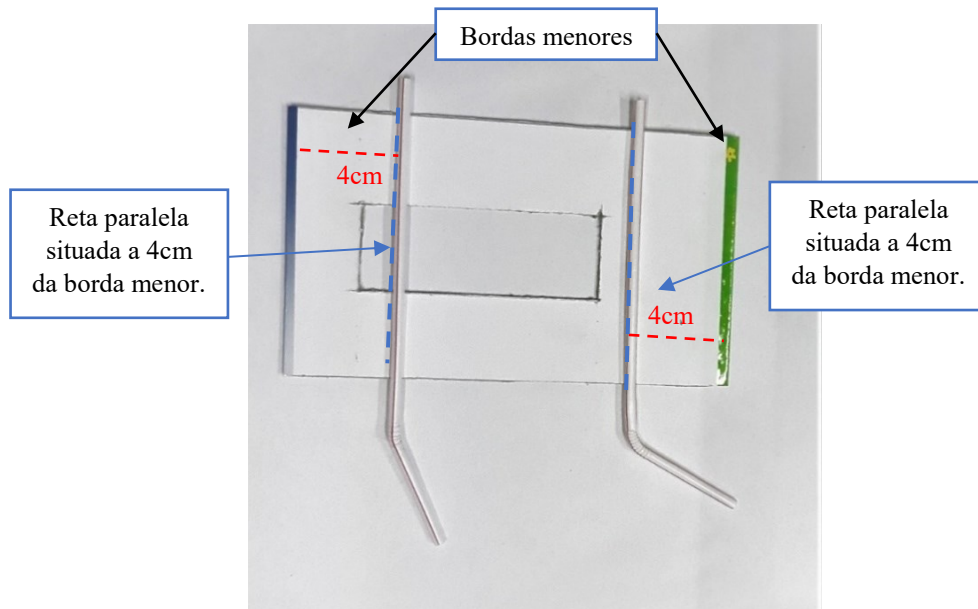 Bordas menores
4cm
Reta paralela
situada a 4cm
da borda menor.
Reta paralela
situada a 4cm
da borda menor.
4cm